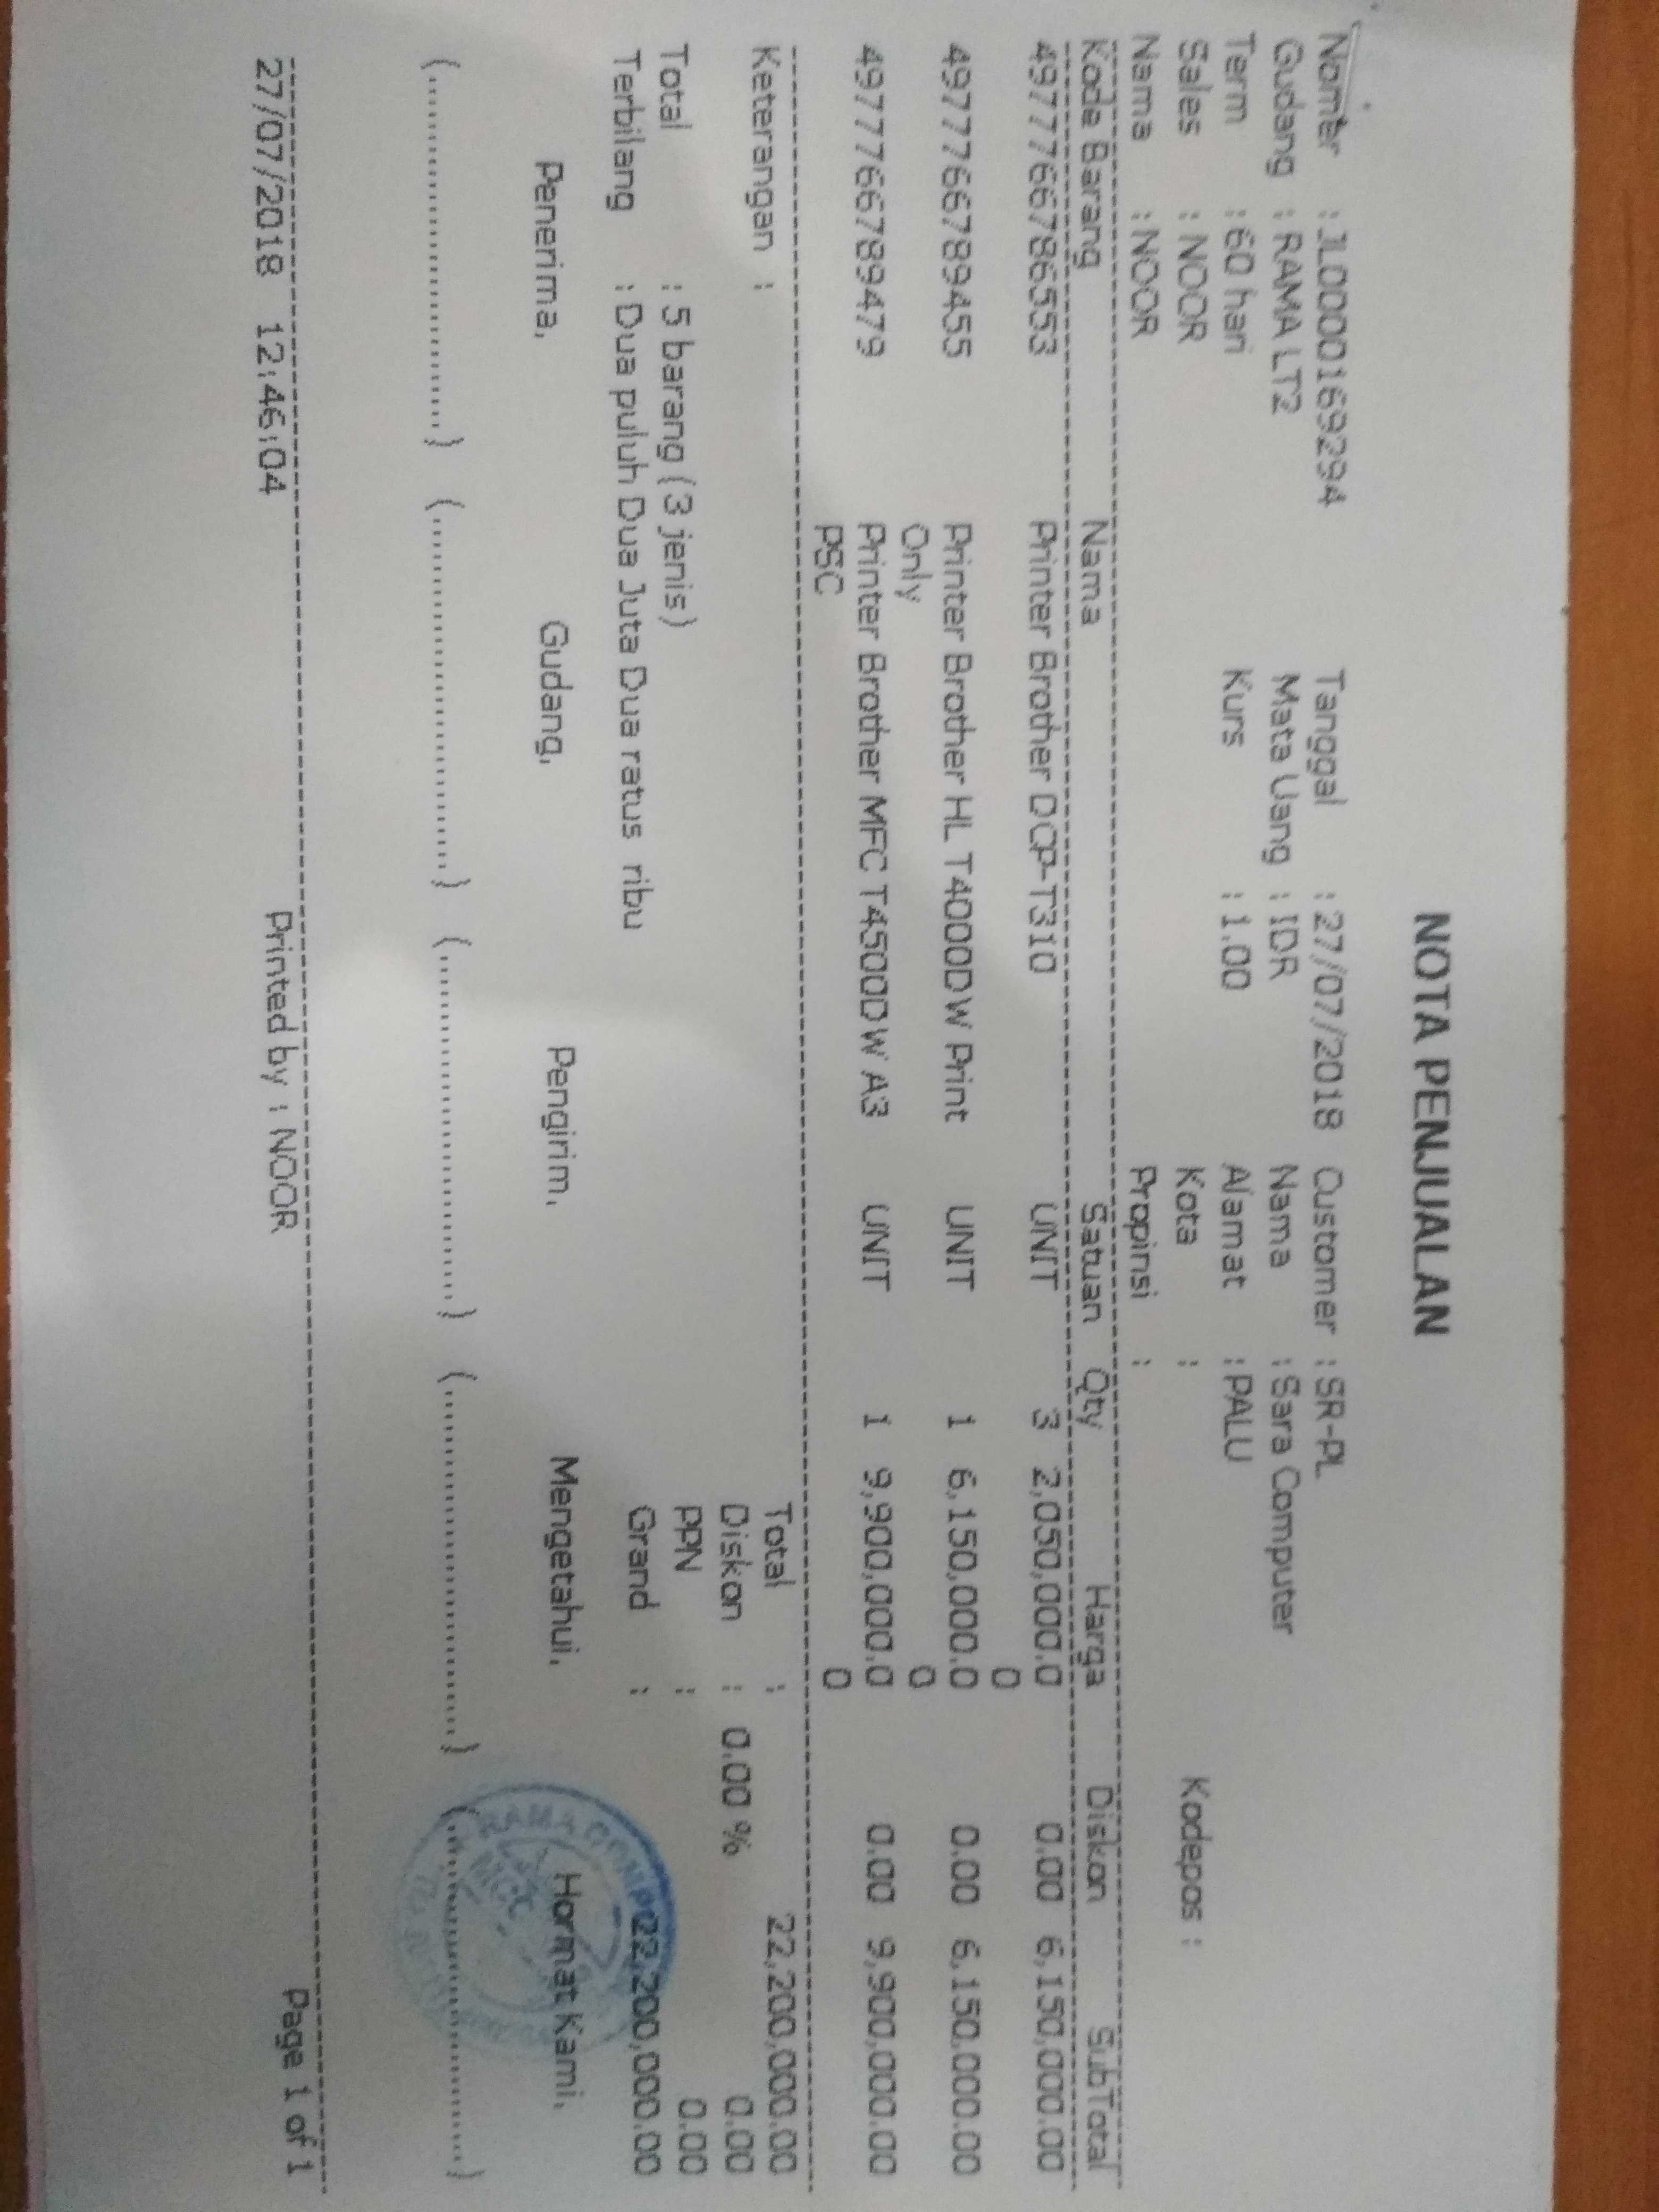 NOTA PENJUALAN
Nomer : 1L000169294 Tanggal : 27/07/2018 Customer : SR-PL
Gudang : RAMA LT2 Mata Uang : IDR Nama : Sara Computer
Term : 60 hari Kurs : 1.00 Alamat : PALU
Sales : NOOR Kota : Kodepos :
Nama : NOOR Propinsi :
Kode Barang Nama Satuan Qty Harga Diskon SubTotal
4977766786553 Printer Brother DCP-T310 UNIT 3 2,050,000.0 0.00 6,150,000.00
0
4977766789455 Printer Brother HL T4000DW Print UNIT 1 6,150,000.0 0.00 6,150,000.00
Only 0
4977766789479 Printer Brother MFC T4500DW A3 UNIT 1 9,900,000.0 0.00 9,900,000.00
PSC 0
Keterangan : Total : 22,200,000.00
Diskon : 0.00 % 0.00
Total : 5 barang (3 jenis) PPN : 0.00
Terbilang : Dua puluh Dua Juta Dua ratus ribu Grand : 22,200,000.00
Penerima, Gudang, Pengirim, Mengetahui, Hormat Kami,
RAMA COMP
MCC
(....................) (....................) (....................) (....................) (....................)
27/07/2018 12:46:04 Printed by : NOOR Page 1 of 1